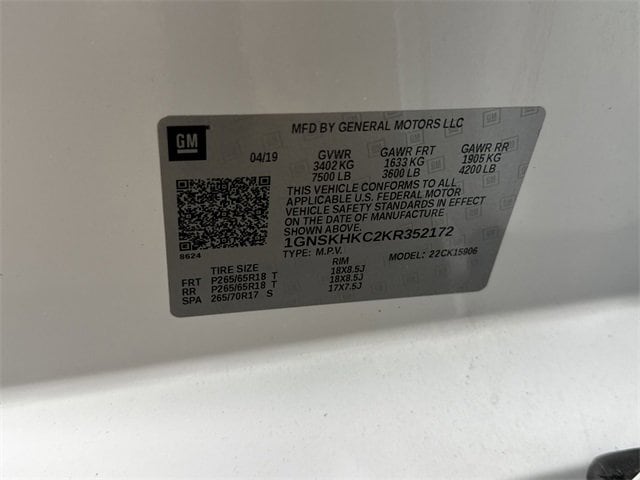 GM
MFD BY GENERAL MOTORS LLC
04/19 GVWR GAWR FRT GAWR RR
3402 KG 1633 KG 1905 KG
7500 LB 3600 LB 4200 LB
THIS VEHICLE CONFORMS TO ALL
APPLICABLE U.S. FEDERAL MOTOR
VEHICLE SAFETY STANDARDS IN EFFECT
ON THE DATE OF MANUFACTURE
SHOWN ABOVE.
1GNSKHKC2KR352172
8624
TYPE: M.P.V. MODEL: 22CK15906
TIRE SIZE RIM
FRT P265/65R18 T 18X8.5J
RR P265/65R18 T 18X8.5J
SPA 265/70R17 S 17X7.5J